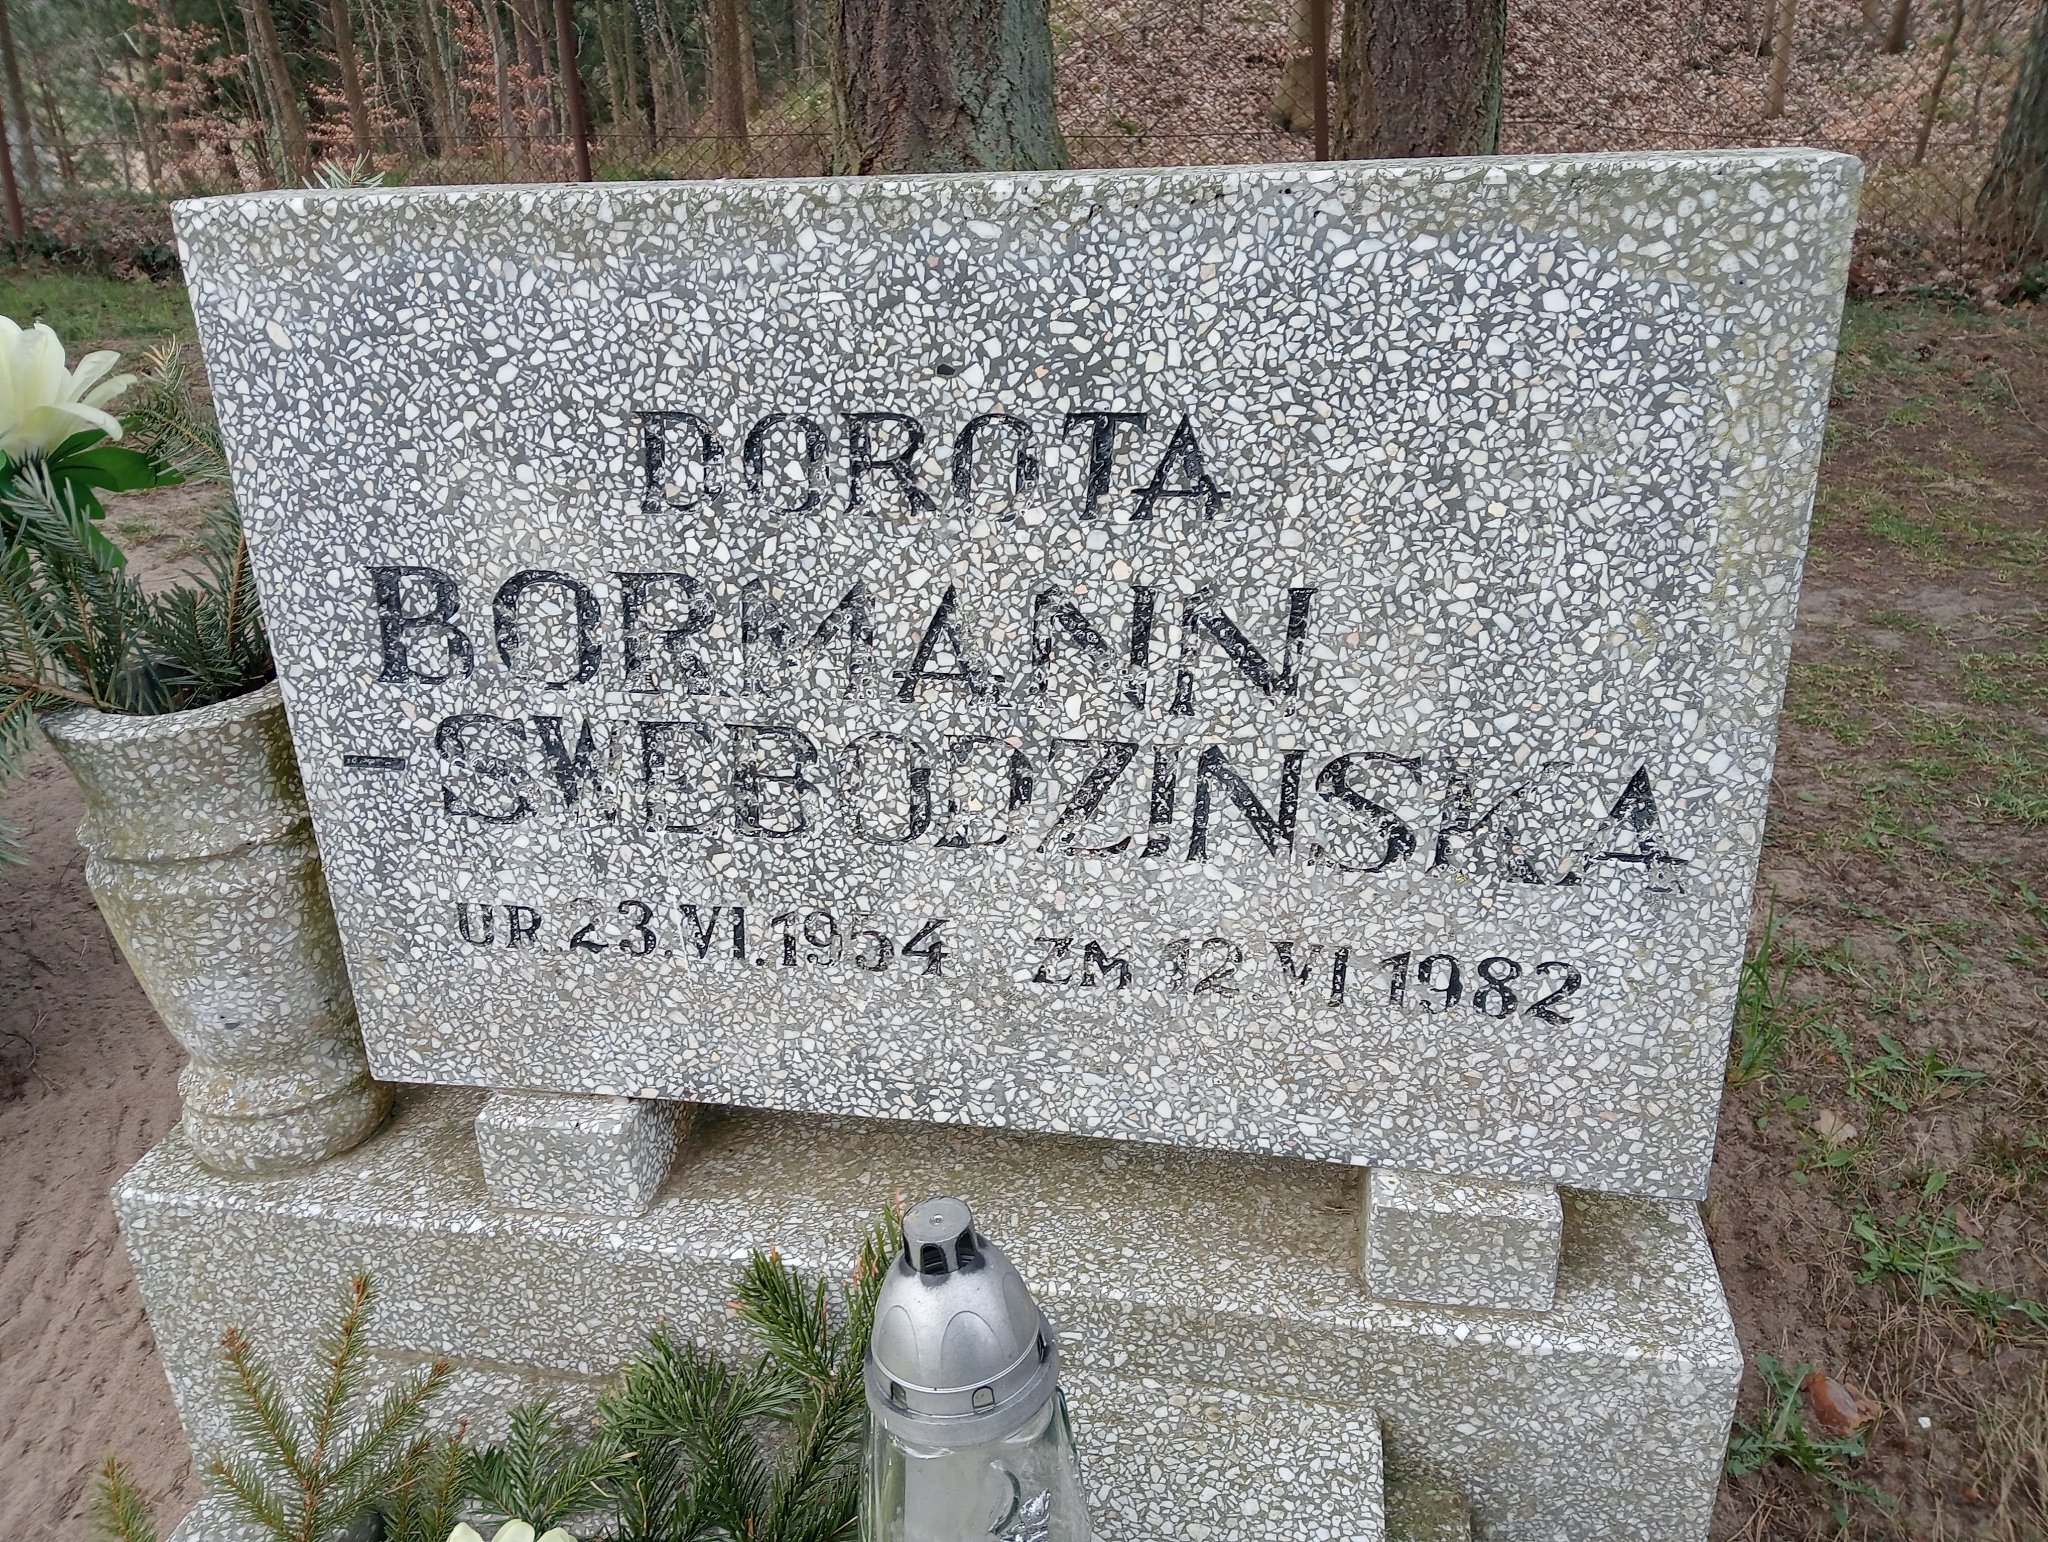 DOROTA
BORMANN
-SWEBODZINSKA
UR. 23.VI.1954 ZM 12.VI 1982